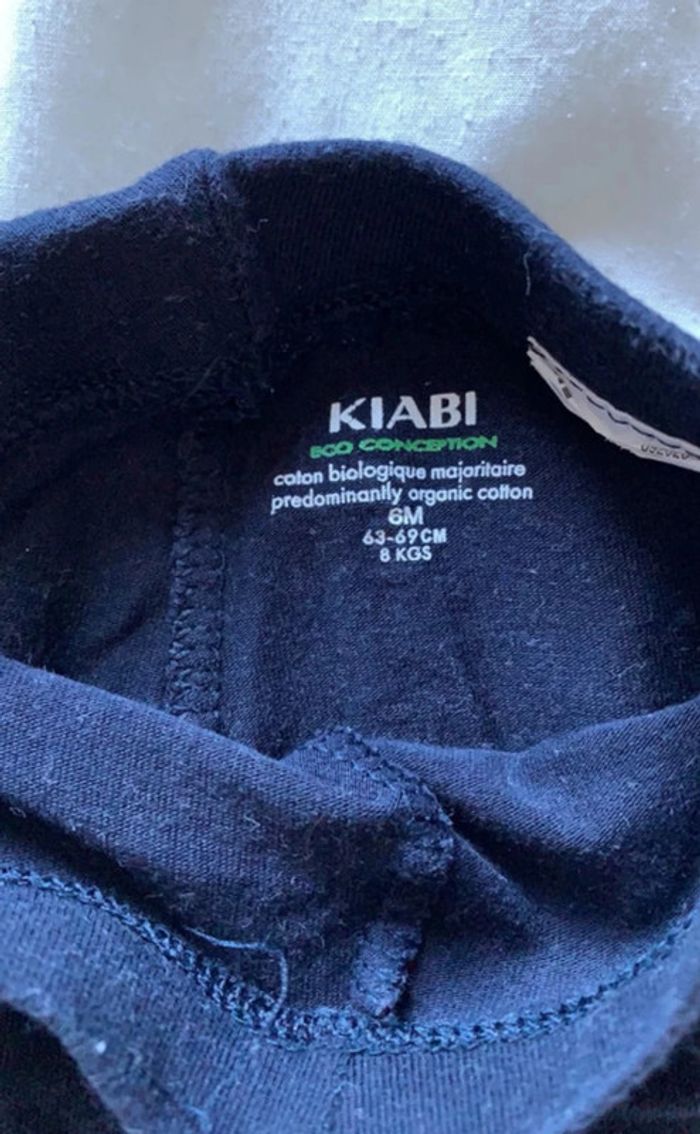 KIABI
ECO CONCEPTION
coton biologique majoritaire
predominantly organic cotton
6M
63-69CM
8 KGS